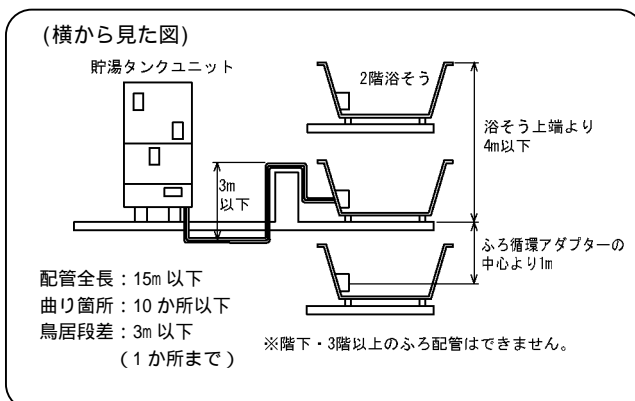 (横から見た図)
貯湯タンクユニット
2階浴そう
浴そう上端より
4m以下
3m
以下
ふろ循環アダプターの
中心より1m
配管全長：15m 以下
曲り箇所：10 か所以下
鳥居段差：3m 以下
（1 か所まで）
※階下・3階以上のふろ配管はできません。